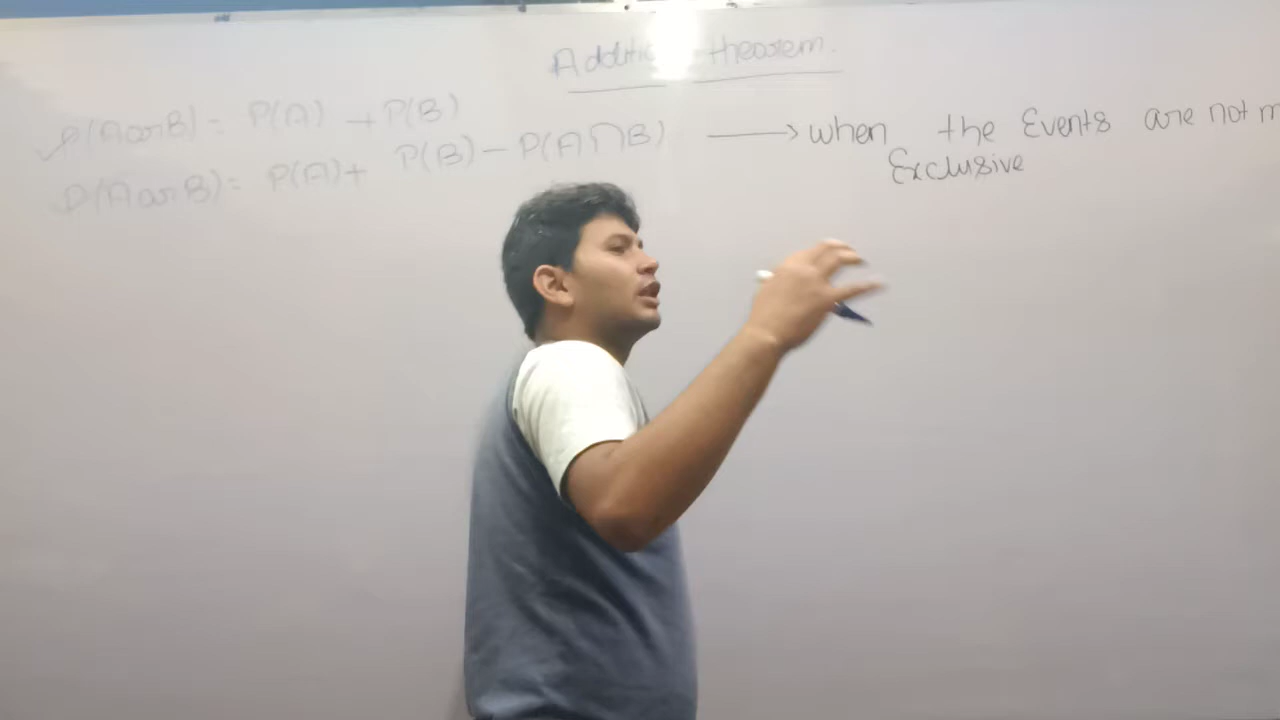 Addition theorem.
P(A or B) = P(A) + P(B)
P(A or B) = P(A) + P(B) - P(A∩B) → when the Events are not m
Exclusive